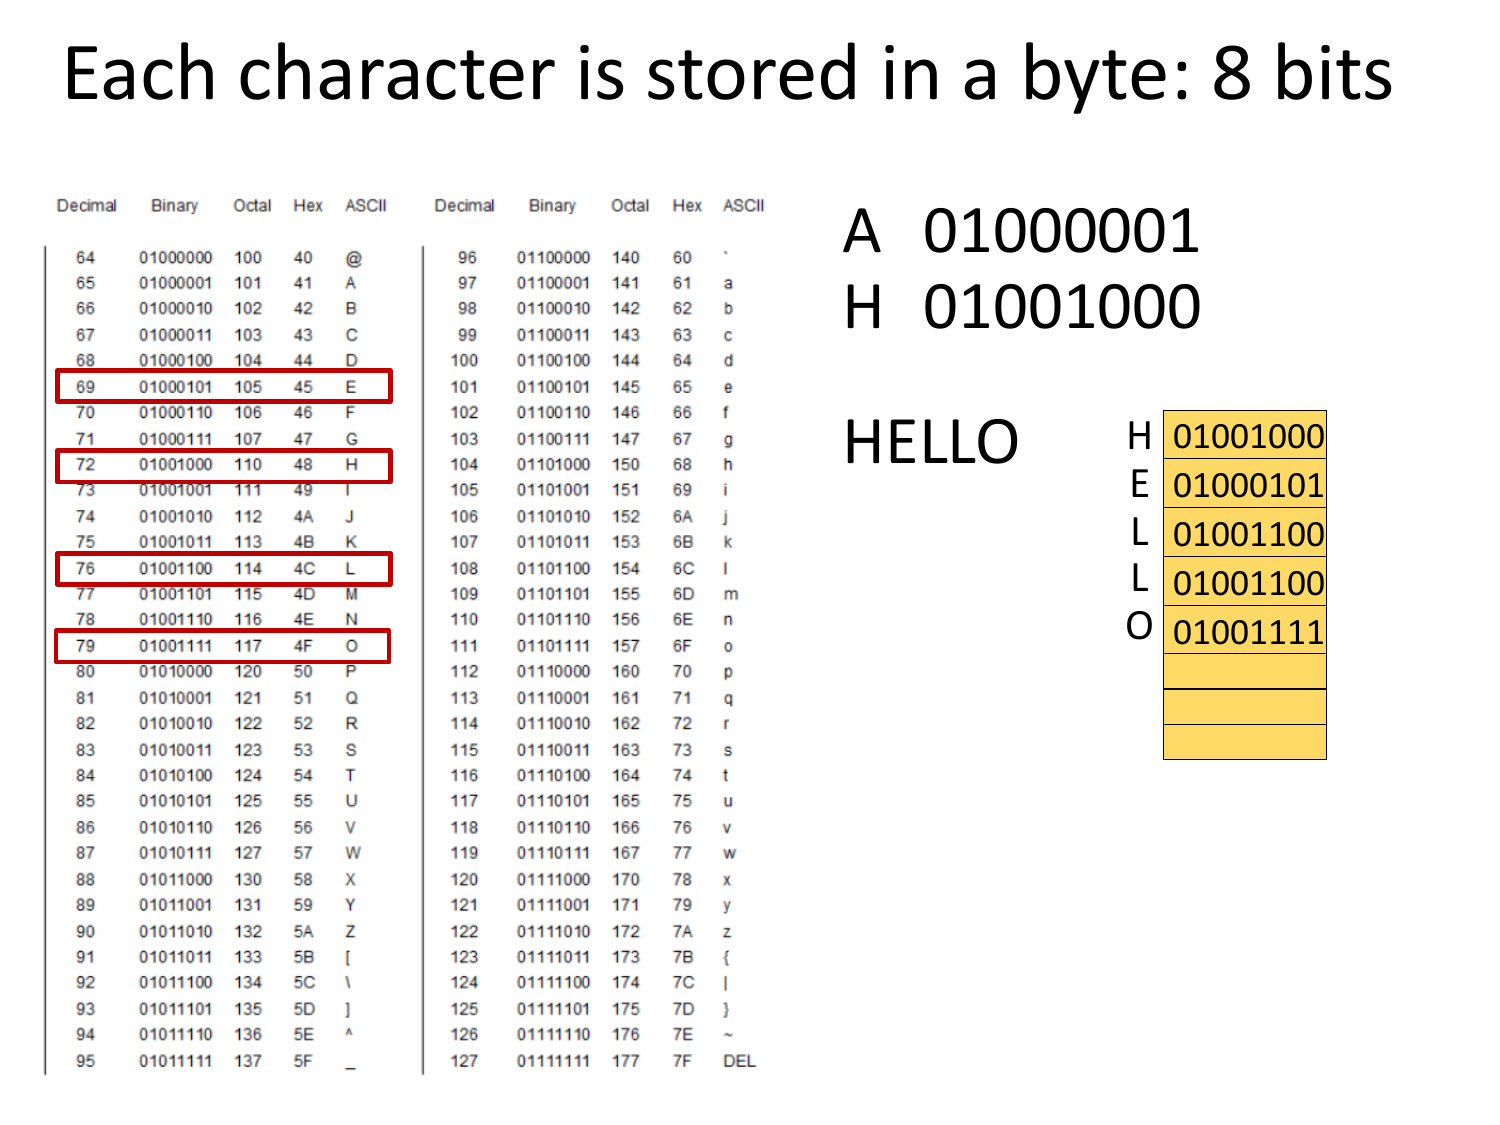 Each character is stored in a byte: 8 bits
Decimal Binary Octal Hex ASCII
64 01000000 100 40 @
65 01000001 101 41 A
66 01000010 102 42 B
67 01000011 103 43 C
68 01000100 104 44 D
69 01000101 105 45 E
70 01000110 106 46 F
71 01000111 107 47 G
72 01001000 110 48 H
73 01001001 111 49 I
74 01001010 112 4A J
75 01001011 113 4B K
76 01001100 114 4C L
77 01001101 115 4D M
78 01001110 116 4E N
79 01001111 117 4F O
80 01010000 120 50 P
81 01010001 121 51 Q
82 01010010 122 52 R
83 01010011 123 53 S
84 01010100 124 54 T
85 01010101 125 55 U
86 01010110 126 56 V
87 01010111 127 57 W
88 01011000 130 58 X
89 01011001 131 59 Y
90 01011010 132 5A Z
91 01011011 133 5B [
92 01011100 134 5C \
93 01011101 135 5D ]
94 01011110 136 5E ^
95 01011111 137 5F _
Decimal Binary Octal Hex ASCII
96 01100000 140 60 `
97 01100001 141 61 a
98 01100010 142 62 b
99 01100011 143 63 c
100 01100100 144 64 d
101 01100101 145 65 e
102 01100110 146 66 f
103 01100111 147 67 g
104 01101000 150 68 h
105 01101001 151 69 i
106 01101010 152 6A j
107 01101011 153 6B k
108 01101100 154 6C l
109 01101101 155 6D m
110 01101110 156 6E n
111 01101111 157 6F o
112 01110000 160 70 p
113 01110001 161 71 q
114 01110010 162 72 r
115 01110011 163 73 s
116 01110100 164 74 t
117 01110101 165 75 u
118 01110110 166 76 v
119 01110111 167 77 w
120 01111000 170 78 x
121 01111001 171 79 y
122 01111010 172 7A z
123 01111011 173 7B {
124 01111100 174 7C |
125 01111101 175 7D }
126 01111110 176 7E ~
127 01111111 177 7F DEL
A 01000001
H 01001000
HELLO
H 01001000
E 01000101
L 01001100
L 01001100
O 01001111